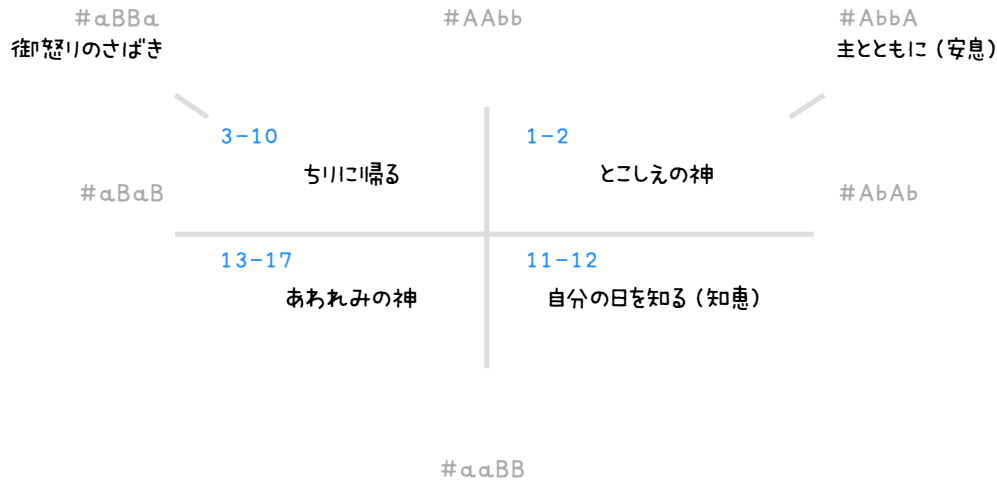 #aBBa
#AAbb
#AbbA
御怒りのさばき
主とともに(安息)
3-10
1-2
ちりに帰る
とこしえの神
#aBaB
#AbAb
13-17
11-12
あわれみの神
自分の日を知る(知恵)
#aaBB